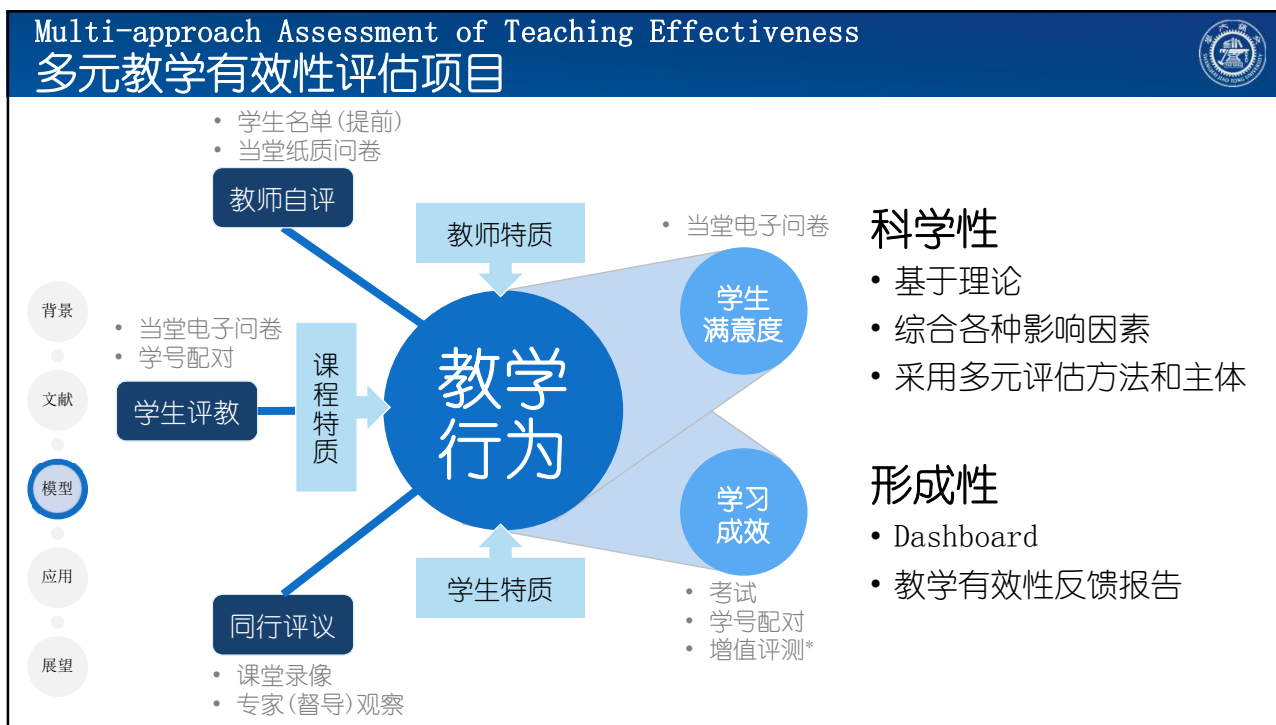 Multi-approach Assessment of Teaching Effectiveness
多元教学有效性评估项目
SHANGHAI JIAO TONG UNIVERSITY
背景
文献
模型
应用
展望
• 学生名单(提前)
• 当堂纸质问卷
教师自评
• 当堂电子问卷
• 学号配对
学生评教
同行评议
• 课堂录像
• 专家(督导)观察
教师特质
课
程
特
质
学生特质
教学
行为
• 当堂电子问卷
学生
满意度
学习
成效
• 考试
• 学号配对
• 增值评测*
科学性
• 基于理论
• 综合各种影响因素
• 采用多元评估方法和主体
形成性
• Dashboard
• 教学有效性反馈报告